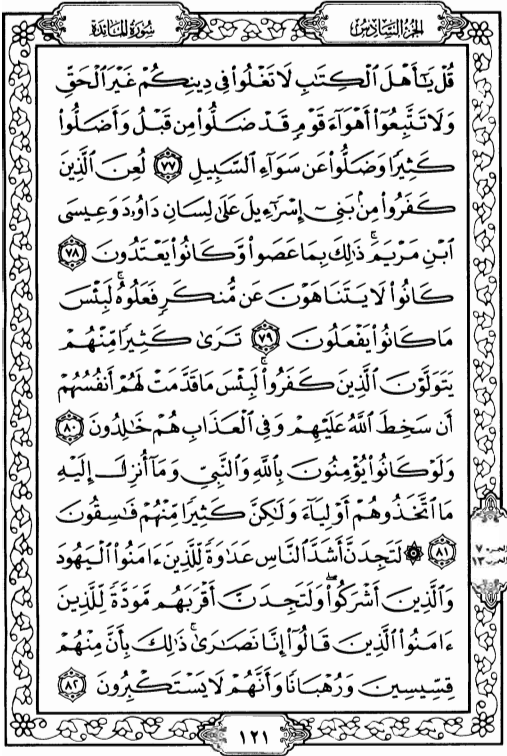 الجزء السادس
سورة المائدة
قُلْ يَٰٓأَهْلَ ٱلْكِتَٰبِ لَا تَغْلُوا۟ فِى دِينِكُمْ غَيْرَ ٱلْحَقِّ
وَلَا تَتَّبِعُوٓا۟ أَهْوَآءَ قَوْمٍ قَدْ ضَلُّوا۟ مِن قَبْلُ وَأَضَلُّوا۟
كَثِيرًا وَضَلُّوا۟ عَن سَوَآءِ ٱلسَّبِيلِ ٧٧ لُعِنَ ٱلَّذِينَ
كَفَرُوا۟ مِنۢ بَنِىٓ إِسْرَٰٓءِيلَ عَلَىٰ لِسَانِ دَاوُۥدَ وَعِيسَى
ٱبْنِ مَرْيَمَ ۚ ذَٰلِكَ بِمَا عَصَوا۟ وَّكَانُوا۟ يَعْتَدُونَ ٧٨
كَانُوا۟ لَا يَتَنَاهَوْنَ عَن مُّنكَرٍ فَعَلُوهُ ۚ لَبِئْسَ
مَا كَانُوا۟ يَفْعَلُونَ ٧٩ تَرَىٰ كَثِيرًا مِّنْهُمْ
يَتَوَلَّوْنَ ٱلَّذِينَ كَفَرُوا۟ ۚ لَبِئْسَ مَا قَدَّمَتْ لَهُمْ أَنفُسُهُمْ
أَن سَخِطَ ٱللَّهُ عَلَيْهِمْ وَفِى ٱلْعَذَابِ هُمْ خَٰلِدُونَ ٨٠
وَلَوْ كَانُوا۟ يُؤْمِنُونَ بِٱللَّهِ وَٱلنَّبِىِّ وَمَآ أُنزِلَ إِلَيْهِ
مَا ٱتَّخَذُوهُمْ أَوْلِيَآءَ وَلَٰكِنَّ كَثِيرًا مِّنْهُمْ فَٰسِقُونَ
٨١ ۞ لَتَجِدَنَّ أَشَدَّ ٱلنَّاسِ عَدَٰوَةً لِّلَّذِينَ ءَامَنُوا۟ ٱلْيَهُودَ
وَٱلَّذِينَ أَشْرَكُوا۟ ۖ وَلَتَجِدَنَّ أَقْرَبَهُم مَّوَدَّةً لِّلَّذِينَ
ءَامَنُوا۟ ٱلَّذِينَ قَالُوٓا۟ إِنَّا نَصَٰرَىٰ ۚ ذَٰلِكَ بِأَنَّ مِنْهُمْ
قِسِّيسِينَ وَرُهْبَانًا وَأَنَّهُمْ لَا يَسْتَكْبِرُونَ ٨٢
الجزء ٧
الحزب ١٣
١٢١